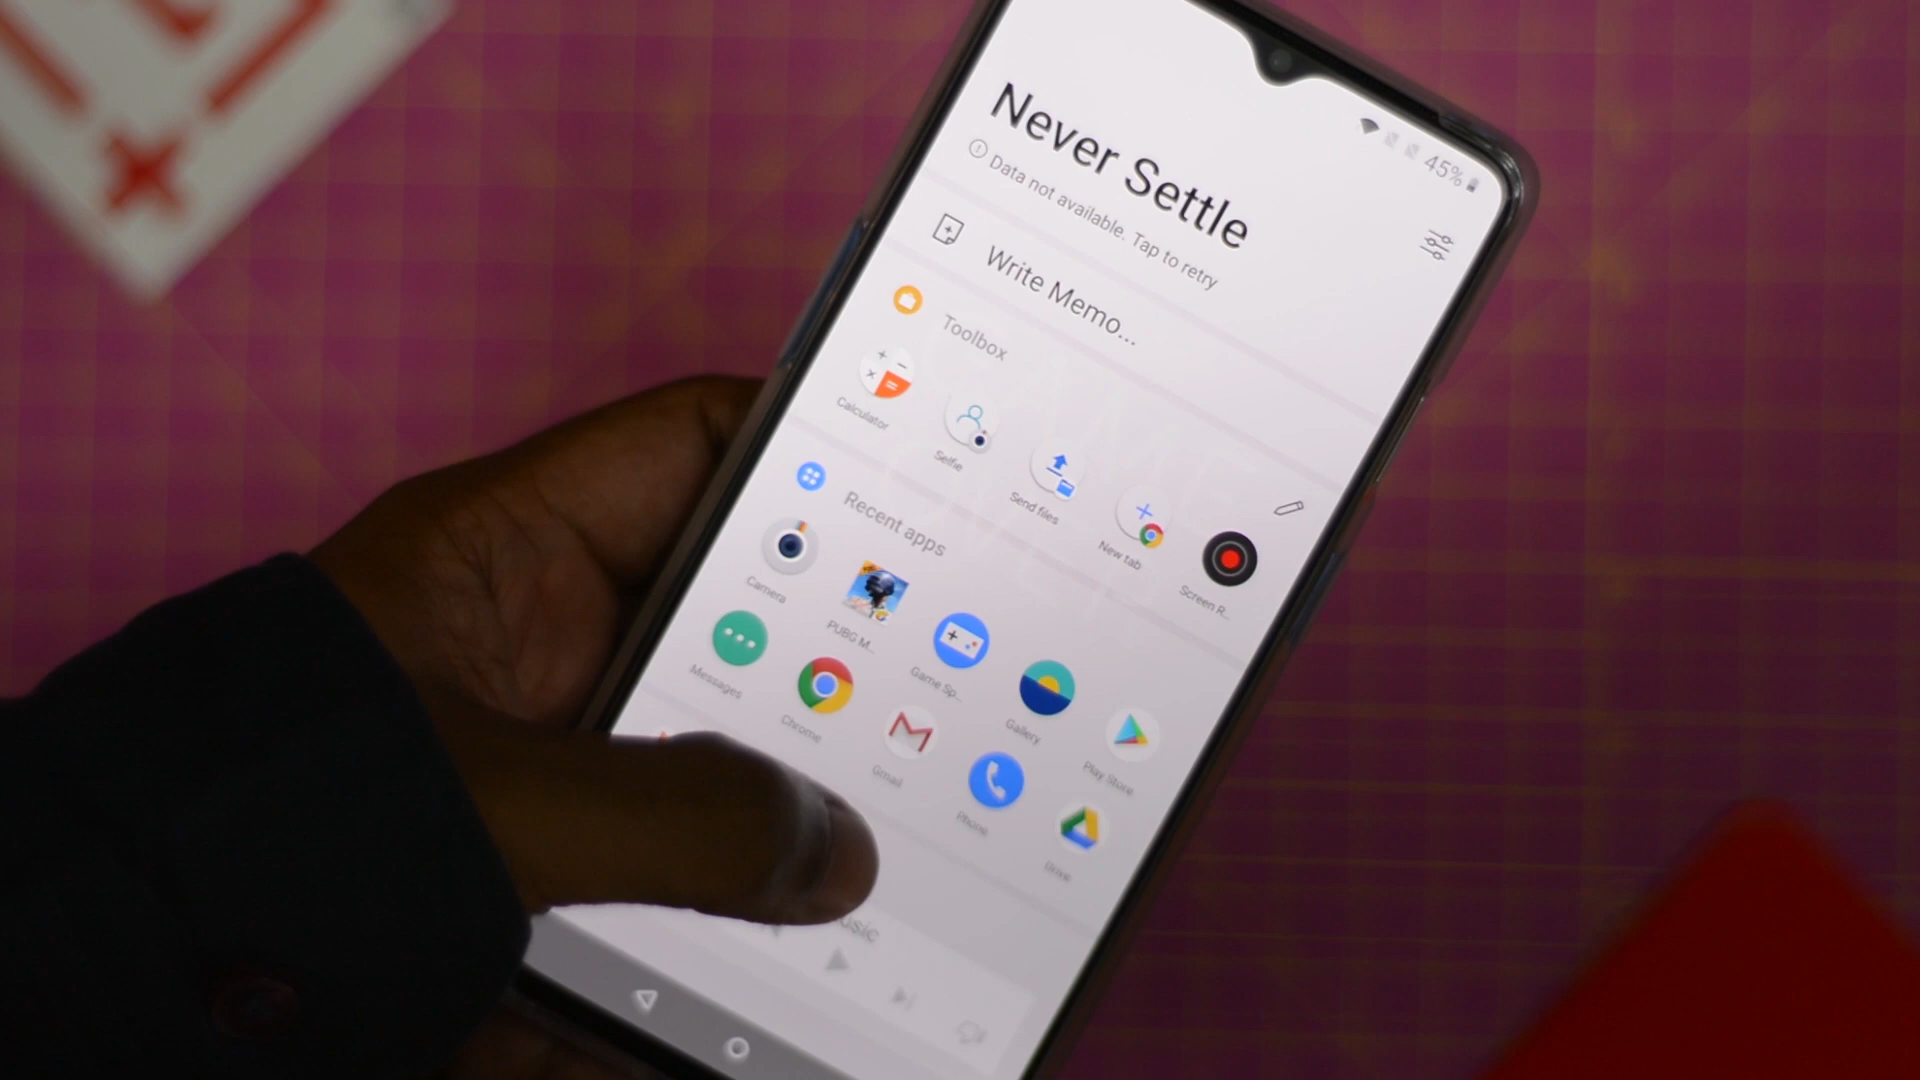 45%
Never Settle
Data not available. Tap to retry
Write Memo...
Toolbox
Calculator
Selfie
Send files
New tab
Screen R...
Recent apps
Camera
PUBG M...
Game Sp...
Gallery
Play Store
Messages
Chrome
Gmail
Phone
Drive